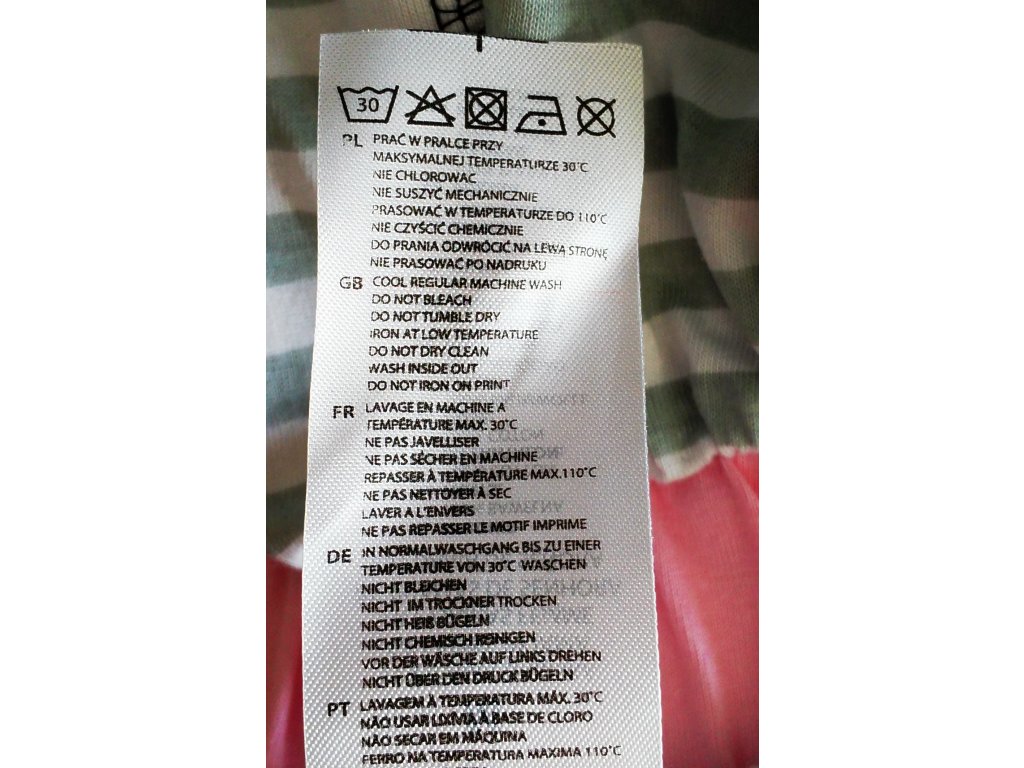 30
PL PRAĆ W PRALCE PRZY
MAKSYMALNEJ TEMPERATURZE 30°C
NIE CHLOROWAC
NIE SUSZYĆ MECHANICZNIE
PRASOWAĆ W TEMPERATURZE DO 110°C
NIE CZYŚCIĆ CHEMICZNIE
DO PRANIA ODWRÓCIĆ NA LEWĄ STRONĘ
NIE PRASOWAĆ PO NADRUKU
GB COOL REGULAR MACHINE WASH
DO NOT BLEACH
DO NOT TUMBLE DRY
IRON AT LOW TEMPERATURE
DO NOT DRY CLEAN
WASH INSIDE OUT
DO NOT IRON ON PRINT
FR LAVAGE EN MACHINE A
TEMPÉRATURE MAX. 30°C
NE PAS JAVELLISER
NE PAS SÉCHER EN MACHINE
REPASSER À TEMPÉRATURE MAX.110°C
NE PAS NETTOYER À SEC
LAVER A L'ENVERS
NE PAS REPASSER LE MOTIF IMPRIME
DE IN NORMALWASCHGANG BIS ZU EINER
TEMPERATURE VON 30°C WASCHEN
NICHT BLEICHEN
NICHT IM TROCKNER TROCKEN
NICHT HEIß BÜGELN
NICHT CHEMISCH REINIGEN
VOR DER WÄSCHE AUF LINKS DREHEN
NICHT ÜBER DEN DRUCK BÜGELN
PT LAVAGEM À TEMPERATURA MÁX. 30°C
NÃO USAR LIXÍVIA À BASE DE CLORO
NÃO SECAR EM MÁQUINA
FERRO NA TEMPERATURA MAXIMA 110°C